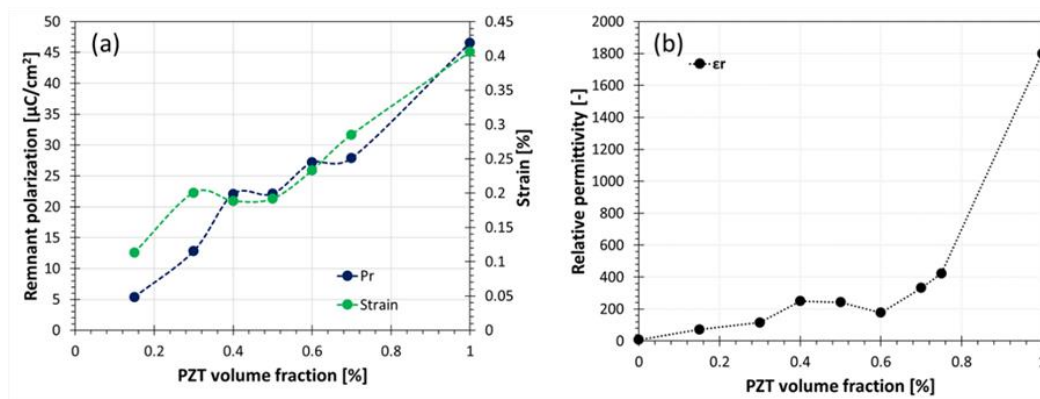 (a)
Remnant polarization [µC/cm²]
50
45
40
35
30
25
20
15
10
5
0
0.45
0.4
0.35
0.3
0.25
0.2
0.15
0.1
0.05
0
Strain [%]
Pr
Strain
0 0.2 0.4 0.6 0.8 1
PZT volume fraction [%]
(b)
Relative permittivity [-]
2000
1800
1600
1400
1200
1000
800
600
400
200
0
εr
0 0.2 0.4 0.6 0.8 1
PZT volume fraction [%]